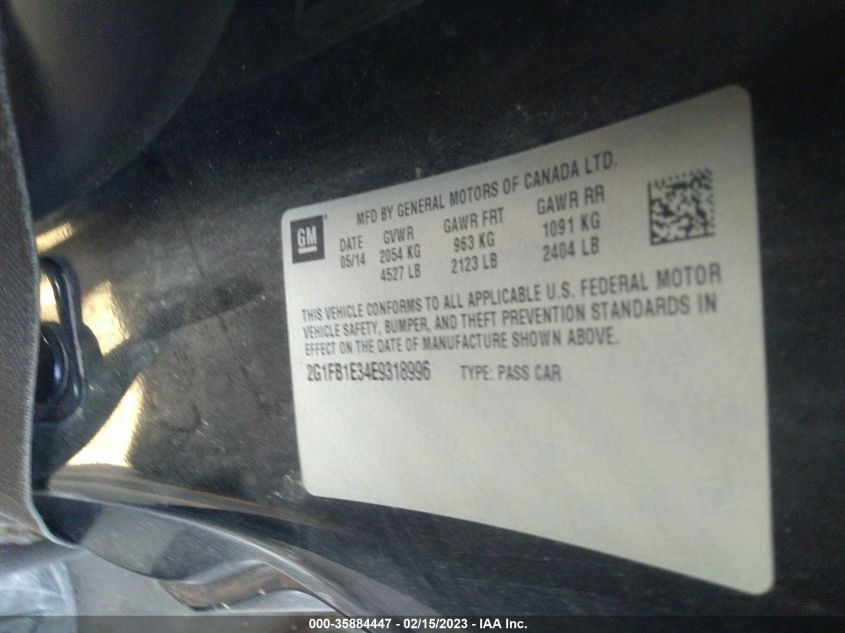 GM ®
MFD BY GENERAL MOTORS OF CANADA LTD.
DATE GVWR GAWR FRT GAWR RR
05/14 2054 KG 963 KG 1091 KG
4527 LB 2123 LB 2404 LB
THIS VEHICLE CONFORMS TO ALL APPLICABLE U.S. FEDERAL MOTOR
VEHICLE SAFETY, BUMPER, AND THEFT PREVENTION STANDARDS IN
EFFECT ON THE DATE OF MANUFACTURE SHOWN ABOVE.
2G1FB1E34E9318996 TYPE: PASS CAR
000-35884447 - 02/15/2023 - IAA Inc.